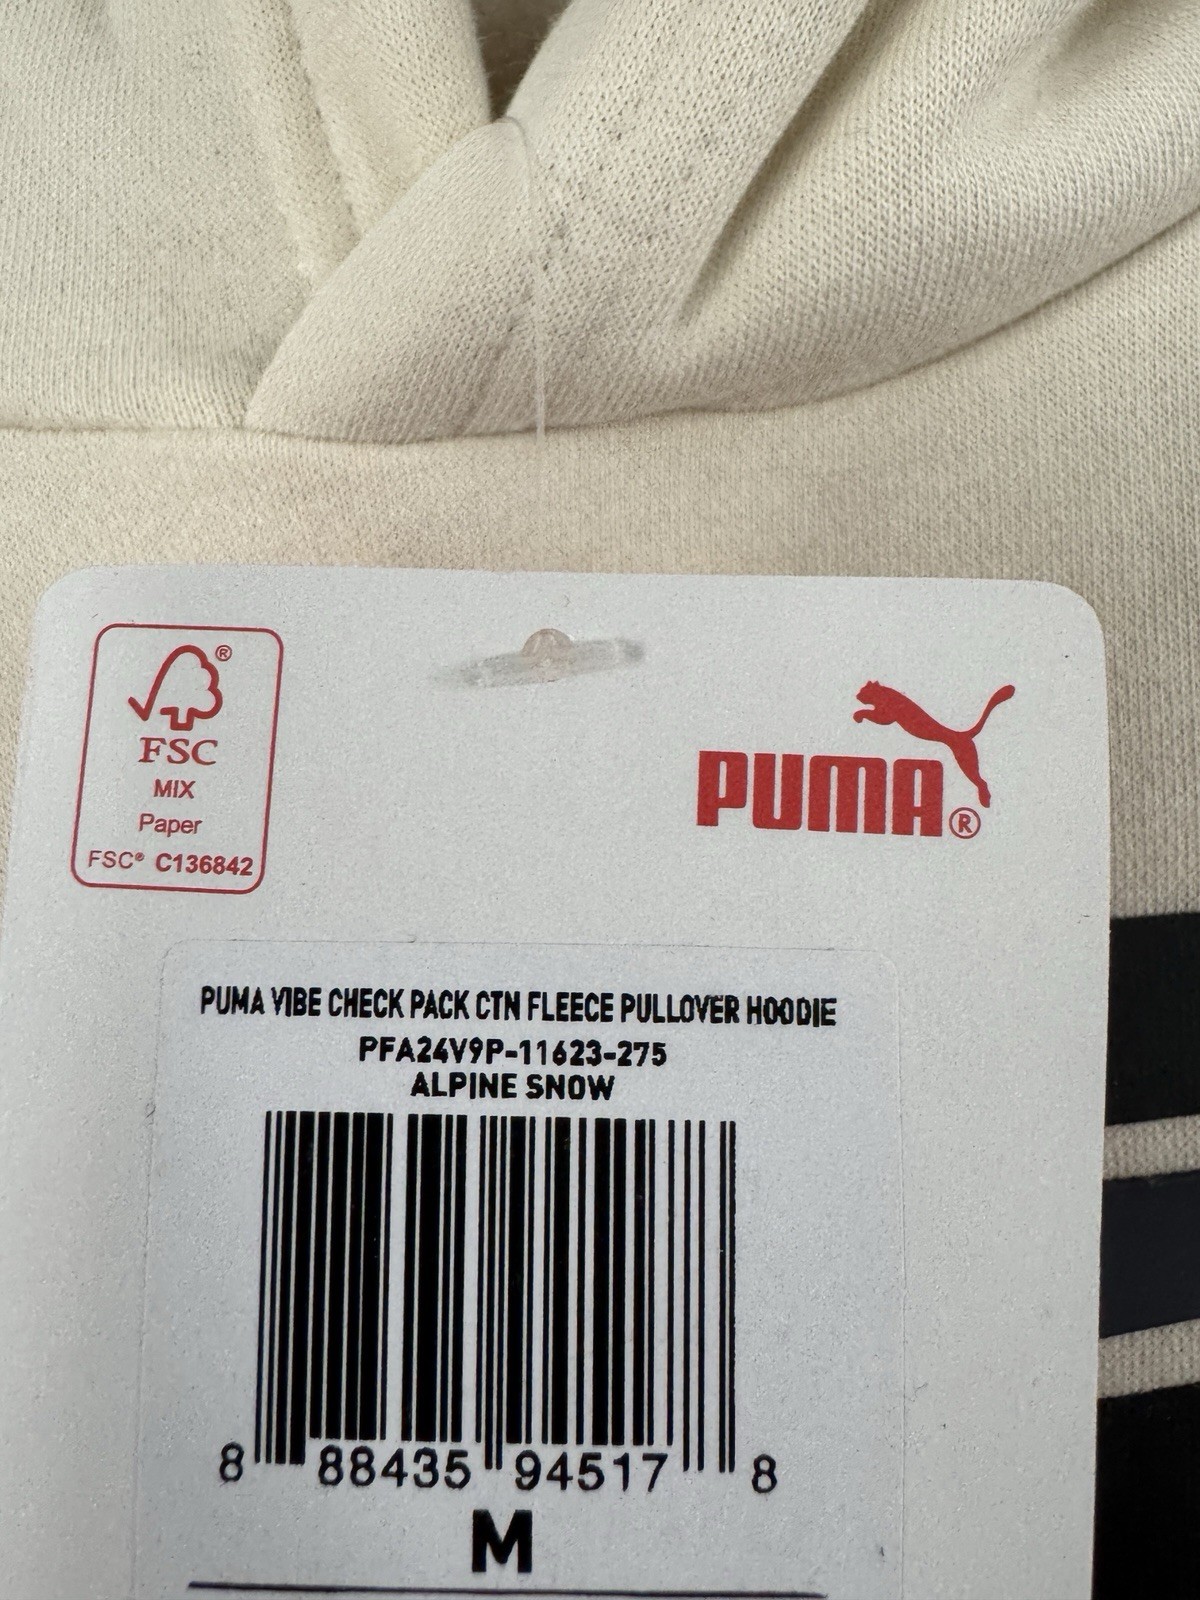 ®
FSC
MIX
Paper
FSC® C136842
PUMA®
PUMA VIBE CHECK PACK CTN FLEECE PULLOVER HOODIE
PFA24V9P-11623-275
ALPINE SNOW
8 88435 94517 8
M